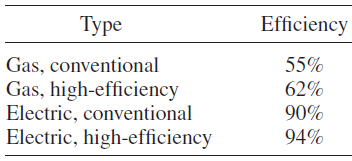 Type Efficiency
Gas, conventional 55%
Gas, high-efficiency 62%
Electric, conventional 90%
Electric, high-efficiency 94%